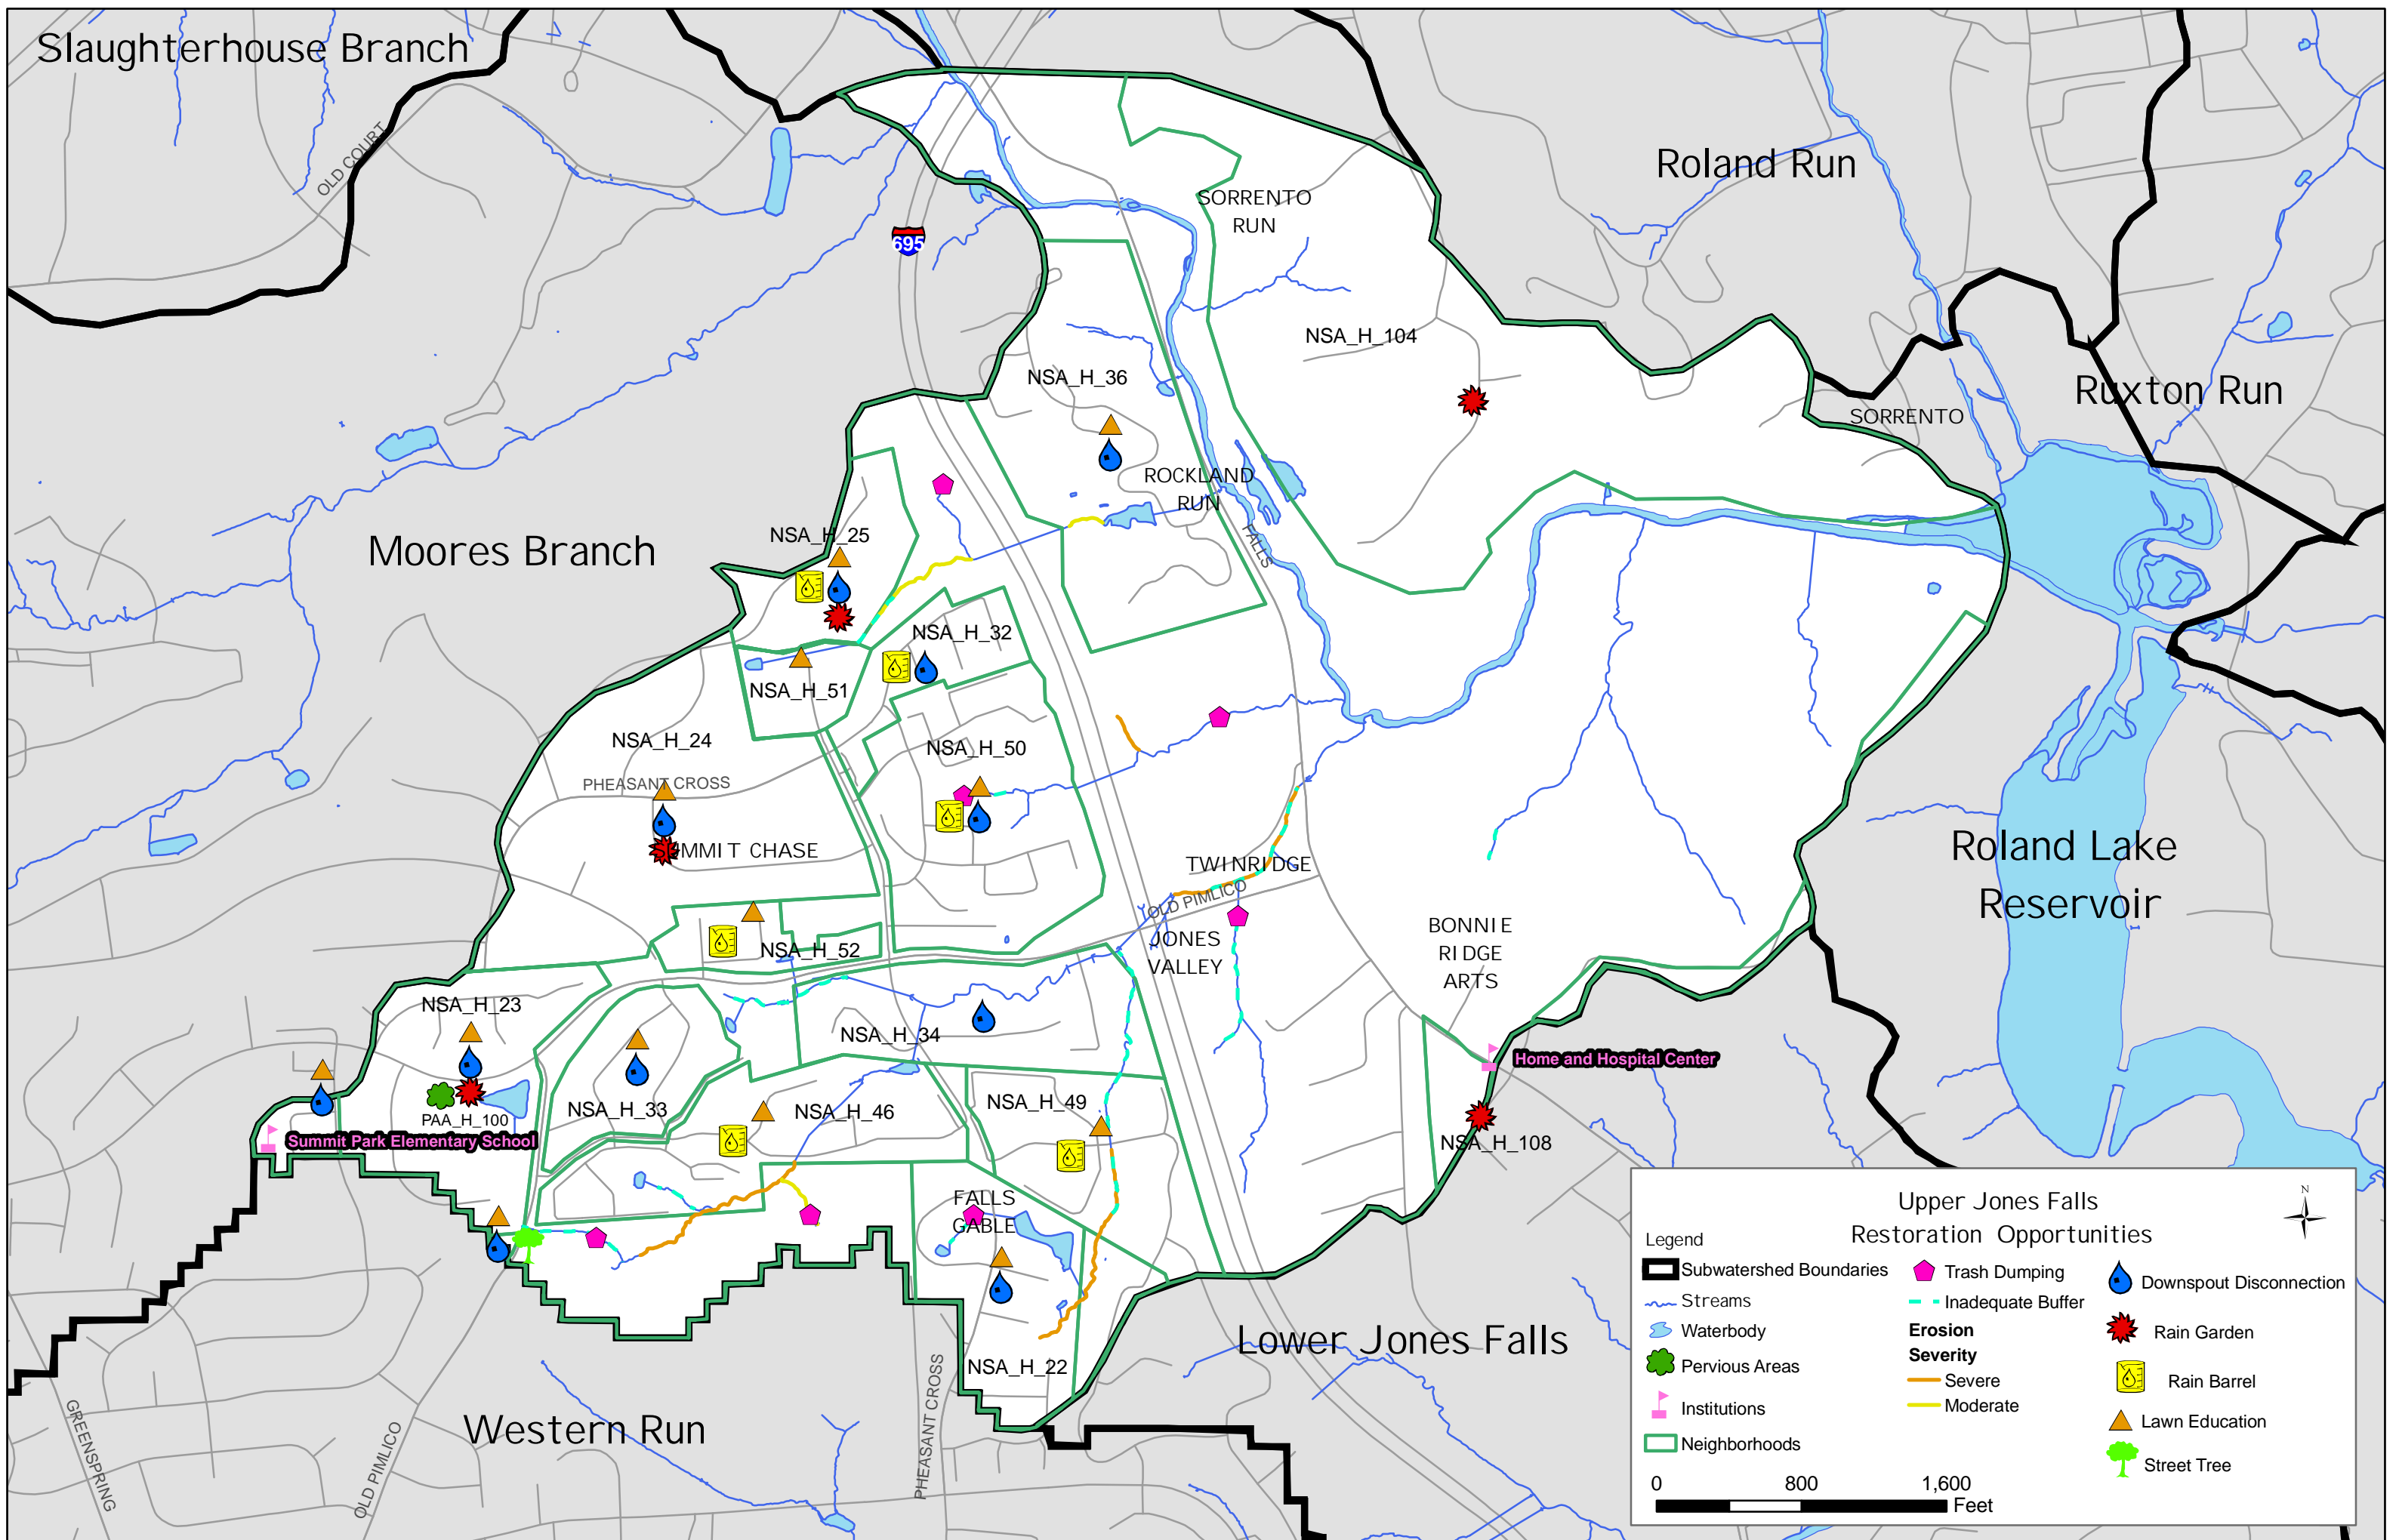 Slaughterhouse Branch
OLD COURT
Roland Run
SORRENTO
RUN
695
NSA_H_104
NSA_H_36
Ruxton Run
SORRENTO
ROCKLAND
RUN
FALLS
NSA_H_25
Moores Branch
NSA_H_32
NSA_H_51
NSA_H_24
NSA_H_50
PHEASANT CROSS
SUMMIT CHASE
TWINRIDGE
OLD PIMLICO
Roland Lake
Reservoir
BONNIE
RIDGE
ARTS
JONES
VALLEY
NSA_H_52
NSA_H_23
NSA_H_34
Home and Hospital Center
NSA_H_33
NSA_H_46
NSA_H_49
PAA_H_100
Summit Park Elementary School
NSA_H_108
FALLS
GABLE
Lower Jones Falls
NSA_H_22
PHEASANT CROSS
Western Run
GREENSPRING
OLD PIMLICO
Upper Jones Falls
Restoration Opportunities
N
Legend
Subwatershed Boundaries
Streams
Waterbody
Pervious Areas
Institutions
Neighborhoods
Trash Dumping
Inadequate Buffer
Erosion
Severity
Severe
Moderate
Downspout Disconnection
Rain Garden
Rain Barrel
Lawn Education
Street Tree
0 800 1,600
Feet